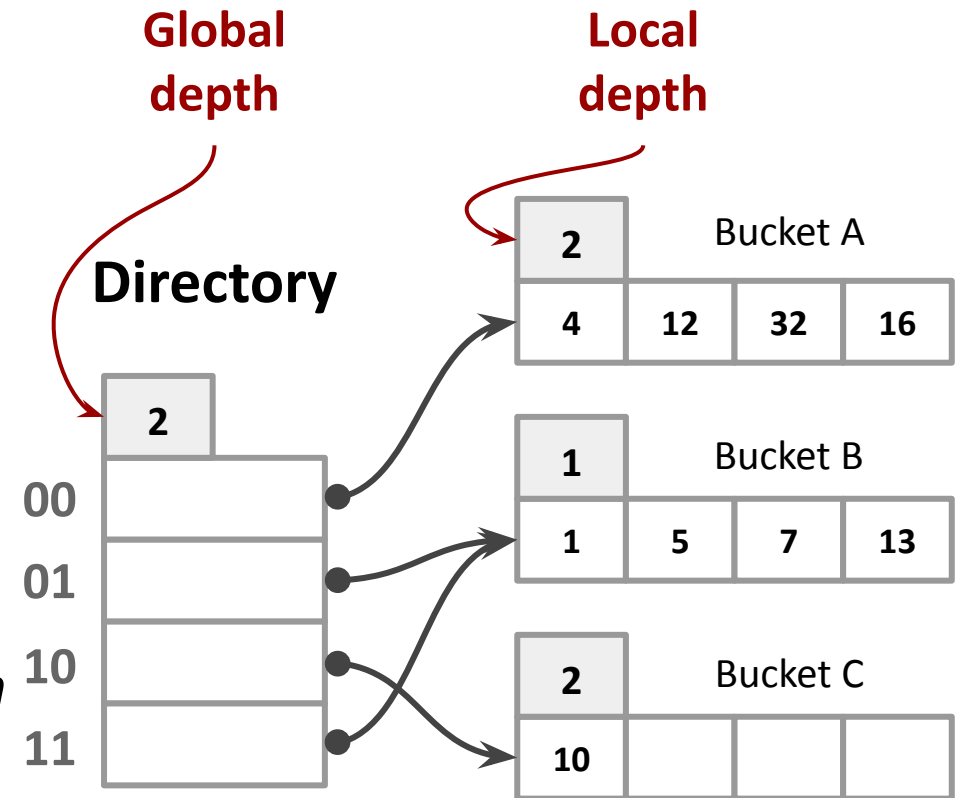 Global
depth
Local
depth
Directory
2
00
01
10
11
2
Bucket A
4 12 32 16
1
Bucket B
1 5 7 13
2
Bucket C
10